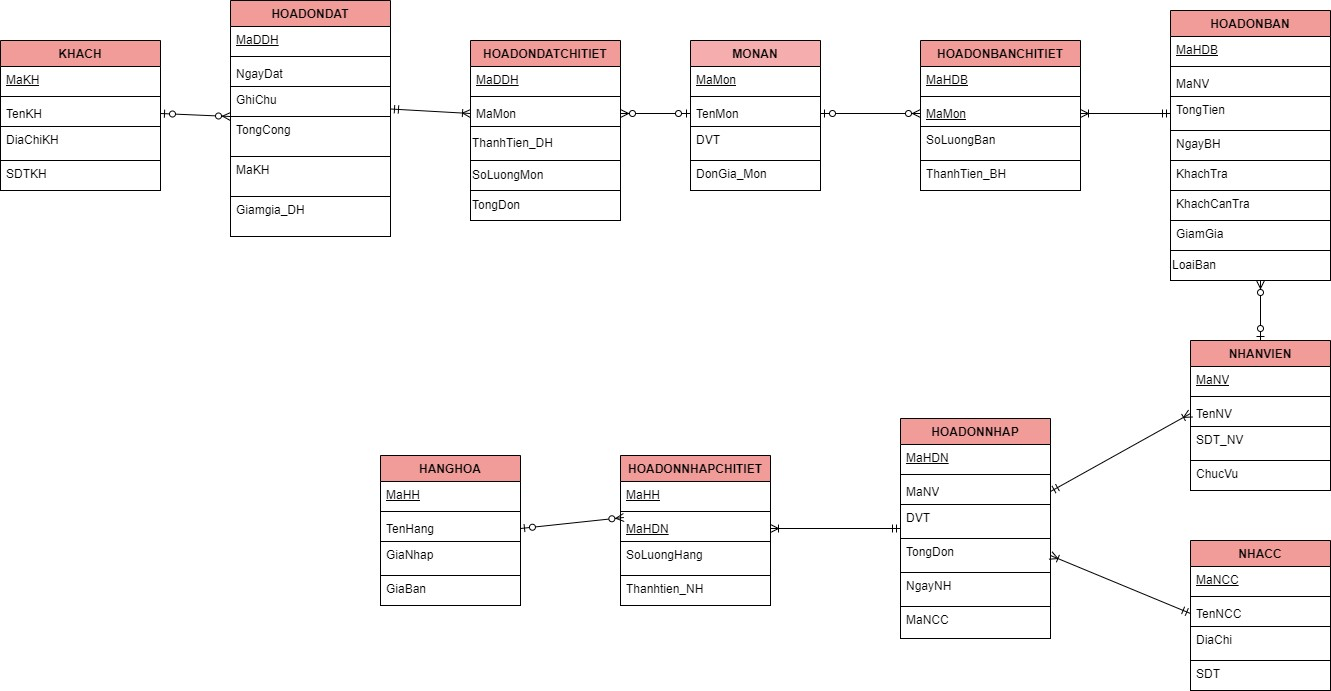 KHACH
MaKH
TenKH
DiaChiKH
SDTKH
HOADONDAT
MaDDH
NgayDat
GhiChu
TongCong
MaKH
Giamgia_DH
HOADONDATCHITIET
MaDDH
MaMon
ThanhTien_DH
SoLuongMon
TongDon
MONAN
MaMon
TenMon
DVT
DonGia_Mon
HOADONBANCHITIET
MaHDB
MaMon
SoLuongBan
ThanhTien_BH
HOADONBAN
MaHDB
MaNV
TongTien
NgayBH
KhachTra
KhachCanTra
GiamGia
LoaiBan
HANGHOA
MaHH
TenHang
GiaNhap
GiaBan
HOADONNHAPCHITIET
MaHH
MaHDN
SoLuongHang
Thanhtien_NH
HOADONNHAP
MaHDN
MaNV
DVT
TongDon
NgayNH
MaNCC
NHANVIEN
MaNV
TenNV
SDT_NV
ChucVu
NHACC
MaNCC
TenNCC
DiaChi
SDT